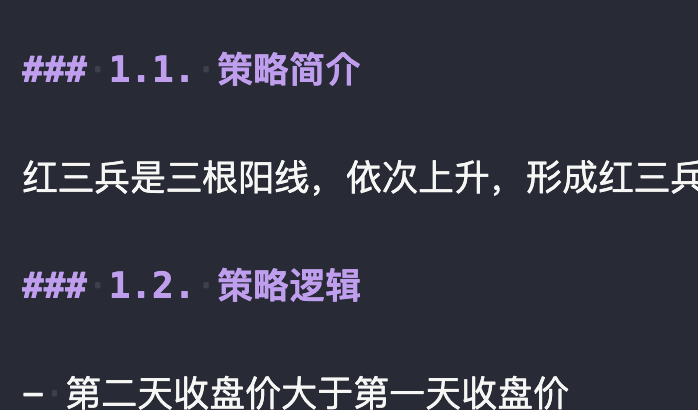 ### 1.1. 策略简介
红三兵是三根阳线，依次上升，形成红三兵
### 1.2. 策略逻辑
- 第二天收盘价大于第一天收盘价